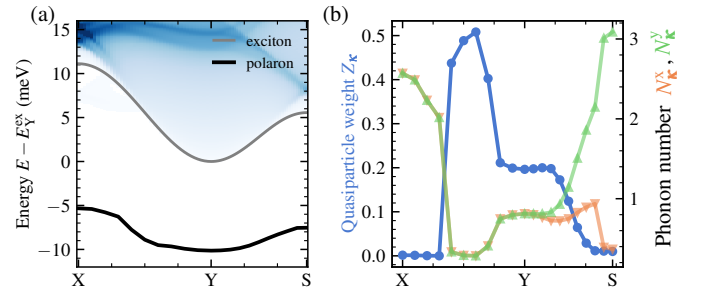 (a)
15
10
5
0
−5
−10
Energy E − E_Y^ex (meV)
exciton
polaron
X
Y
S
(b)
0.5
0.4
0.3
0.2
0.1
0.0
Quasiparticle weight Z_κ
3
2
1
Phonon number N_κ^x , N_κ^y
X
Y
S